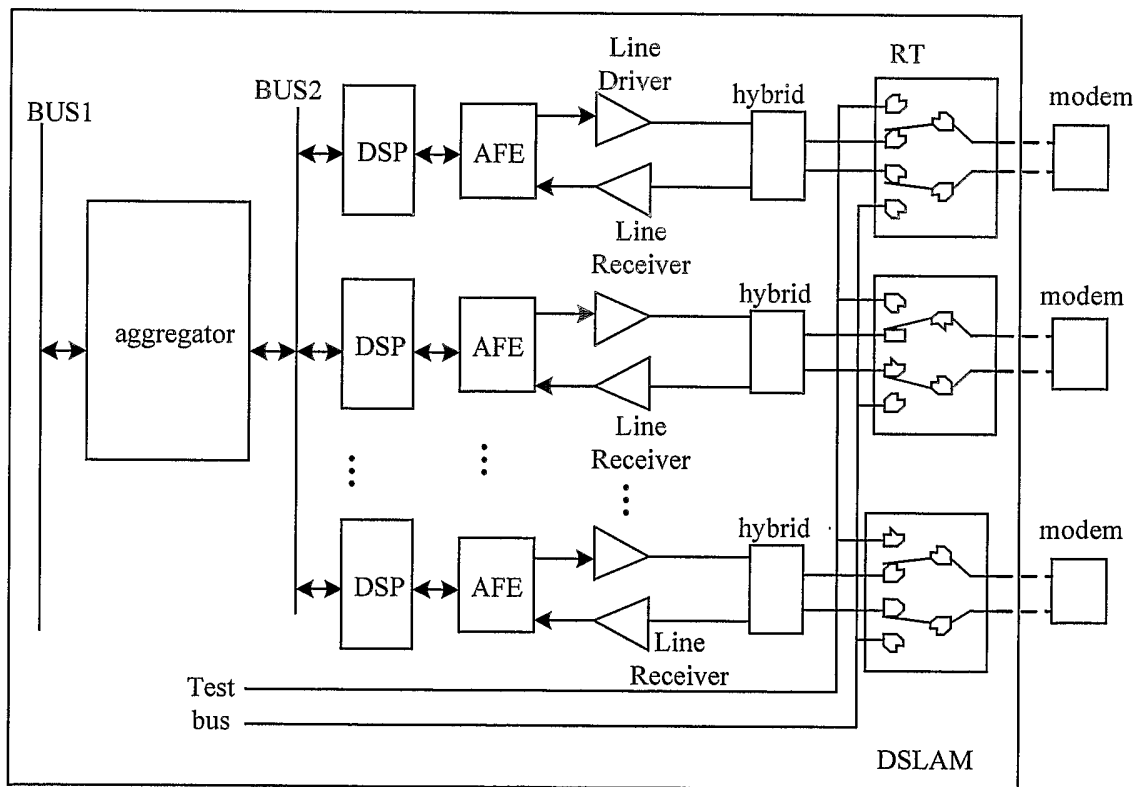 Line
Driver
RT
BUS1
BUS2
hybrid
modem
DSP
AFE
Line
Receiver
hybrid
modem
aggregator
DSP
AFE
Line
Receiver
hybrid
modem
DSP
AFE
Line
Receiver
Test
bus
DSLAM